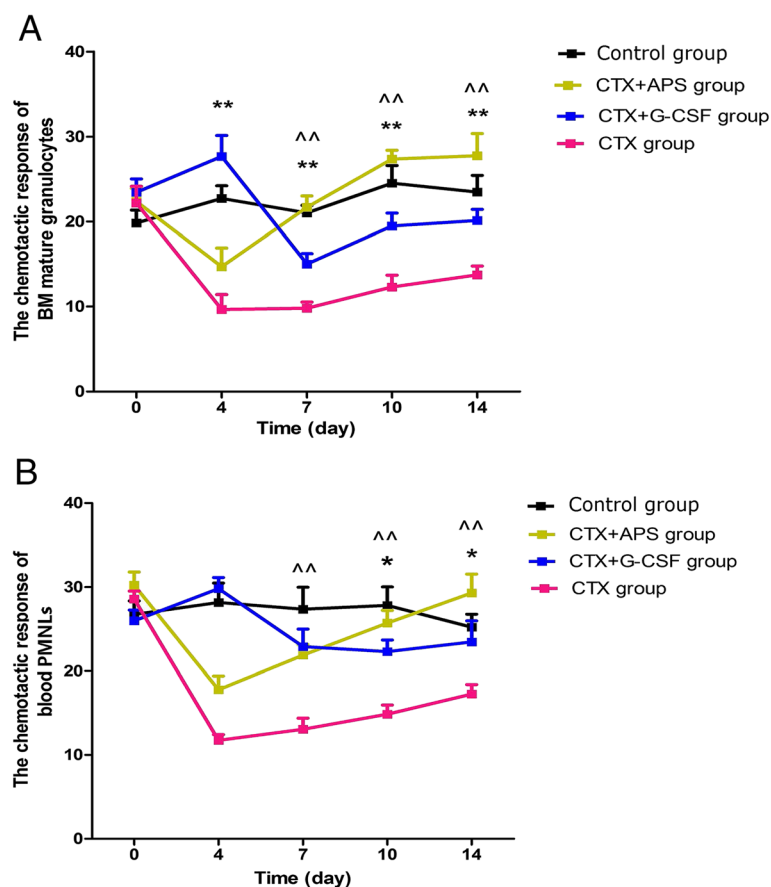 A
The chemotactic response of
BM mature granulocytes
40
30
20
10
0
** ^^ ** ^^ ** ^^ **
0 4 7 10 14
Time (day)
Control group
CTX+APS group
CTX+G-CSF group
CTX group
B
The chemotactic response of
blood PMNLs
40
30
20
10
0
^^ ^^ * ^^ *
0 4 7 10 14
Time (day)
Control group
CTX+APS group
CTX+G-CSF group
CTX group